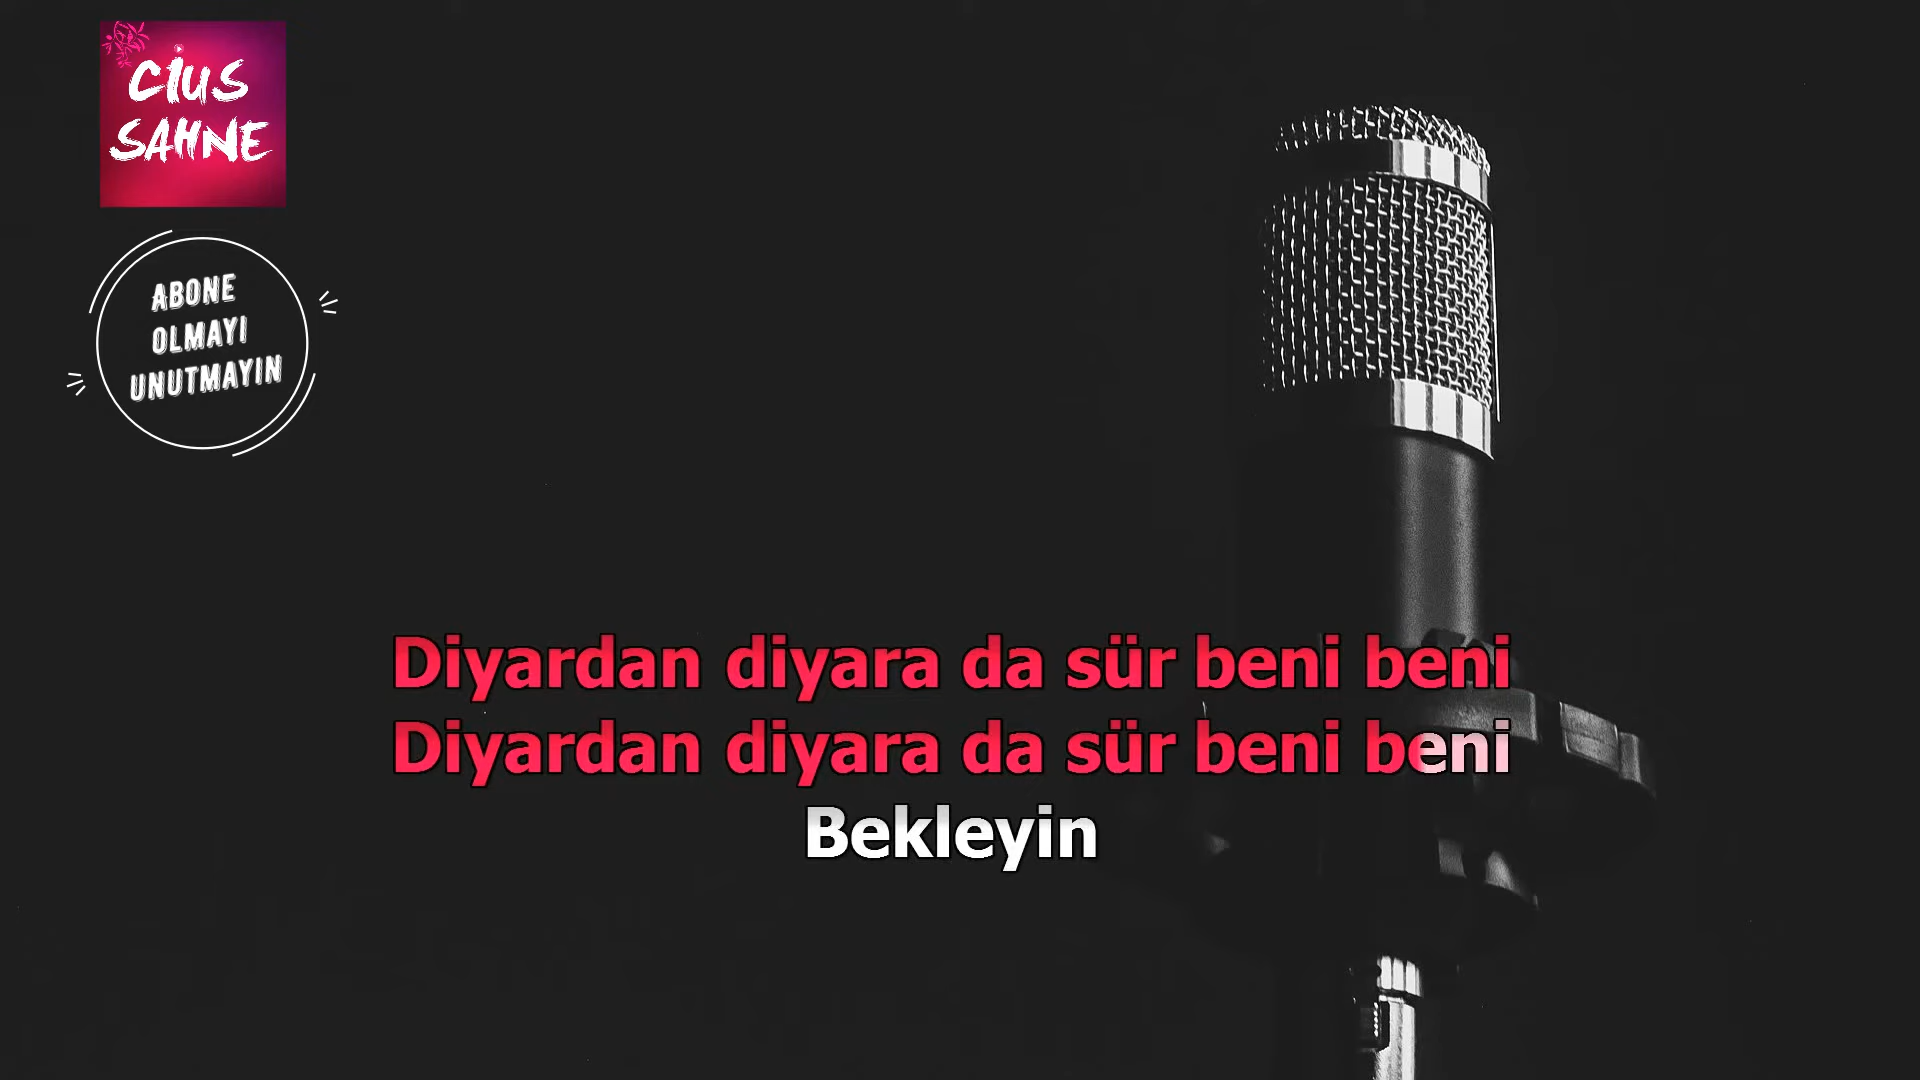 CİUS
SAHNE
ABONE
OLMAYI
UNUTMAYIN
Diyardan diyara da sür beni beni
Diyardan diyara da sür beni beni
Bekleyin